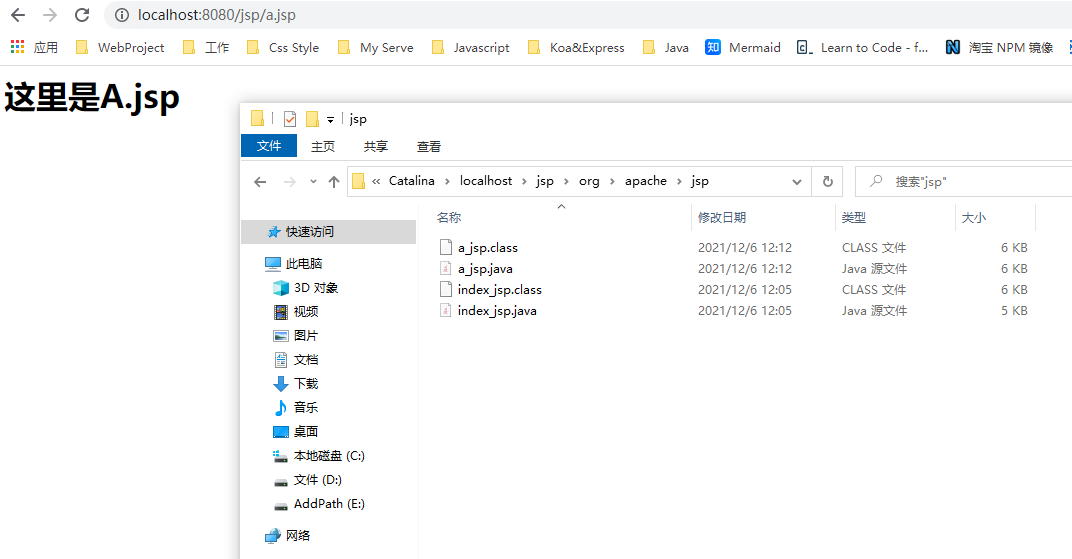 localhost:8080/jsp/a.jsp
应用 WebProject 工作 Css Style My Serve Javascript Koa&Express Java 知 Mermaid Learn to Code - f... 淘宝 NPM 镜像
这里是A.jsp
jsp
文件 主页 共享 查看
« Catalina › localhost › jsp › org › apache › jsp
搜索"jsp"
名称 修改日期 类型 大小
a_jsp.class 2021/12/6 12:12 CLASS 文件 6 KB
a_jsp.java 2021/12/6 12:12 Java 源文件 6 KB
index_jsp.class 2021/12/6 12:05 CLASS 文件 6 KB
index_jsp.java 2021/12/6 12:05 Java 源文件 5 KB
快速访问
此电脑
3D 对象
视频
图片
文档
下载
音乐
桌面
本地磁盘 (C:)
文件 (D:)
AddPath (E:)
网络